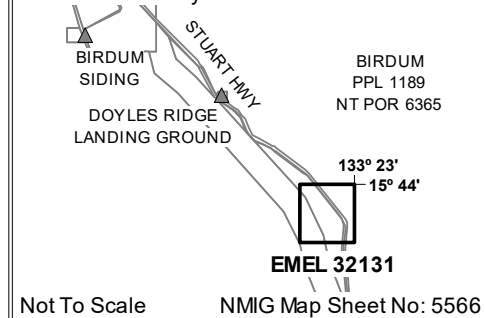 STUART HWY
BIRDUM
SIDING
BIRDUM
PPL 1189
NT POR 6365
DOYLES RIDGE
LANDING GROUND
133º 23'
15º 44'
EMEL 32131
Not To Scale
NMIG Map Sheet No: 5566